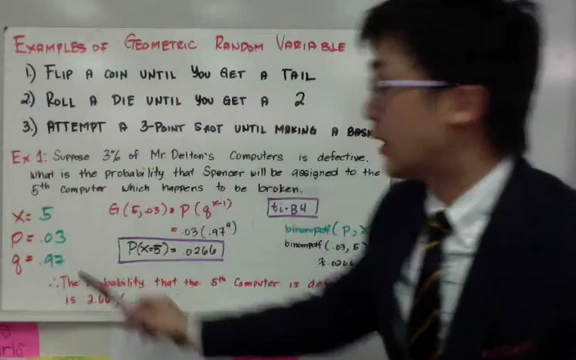 EXAMPLES OF GEOMETRIC RANDOM VARIABLE
1) FLIP A COIN UNTIL YOU GET A TAIL
2) ROLL A DIE UNTIL YOU GET A 2
3.) ATTEMPT A 3-POINT SHOT UNTIL MAKING A
Ex 1: Suppose 3% of Mr. Delton's Computers is defective.
What is the probability that Spencer will be assigned to the
5th Computer which happens to be broken.
x = 5
p = .03
q = .97
G(5,.03) = P(q^(x-1))
= .03(.97^4)
P(X=5) = .0266
ti-84
(.03, 5)
≈.0266
∴ The probability that the 5th Computer is
is 2.66